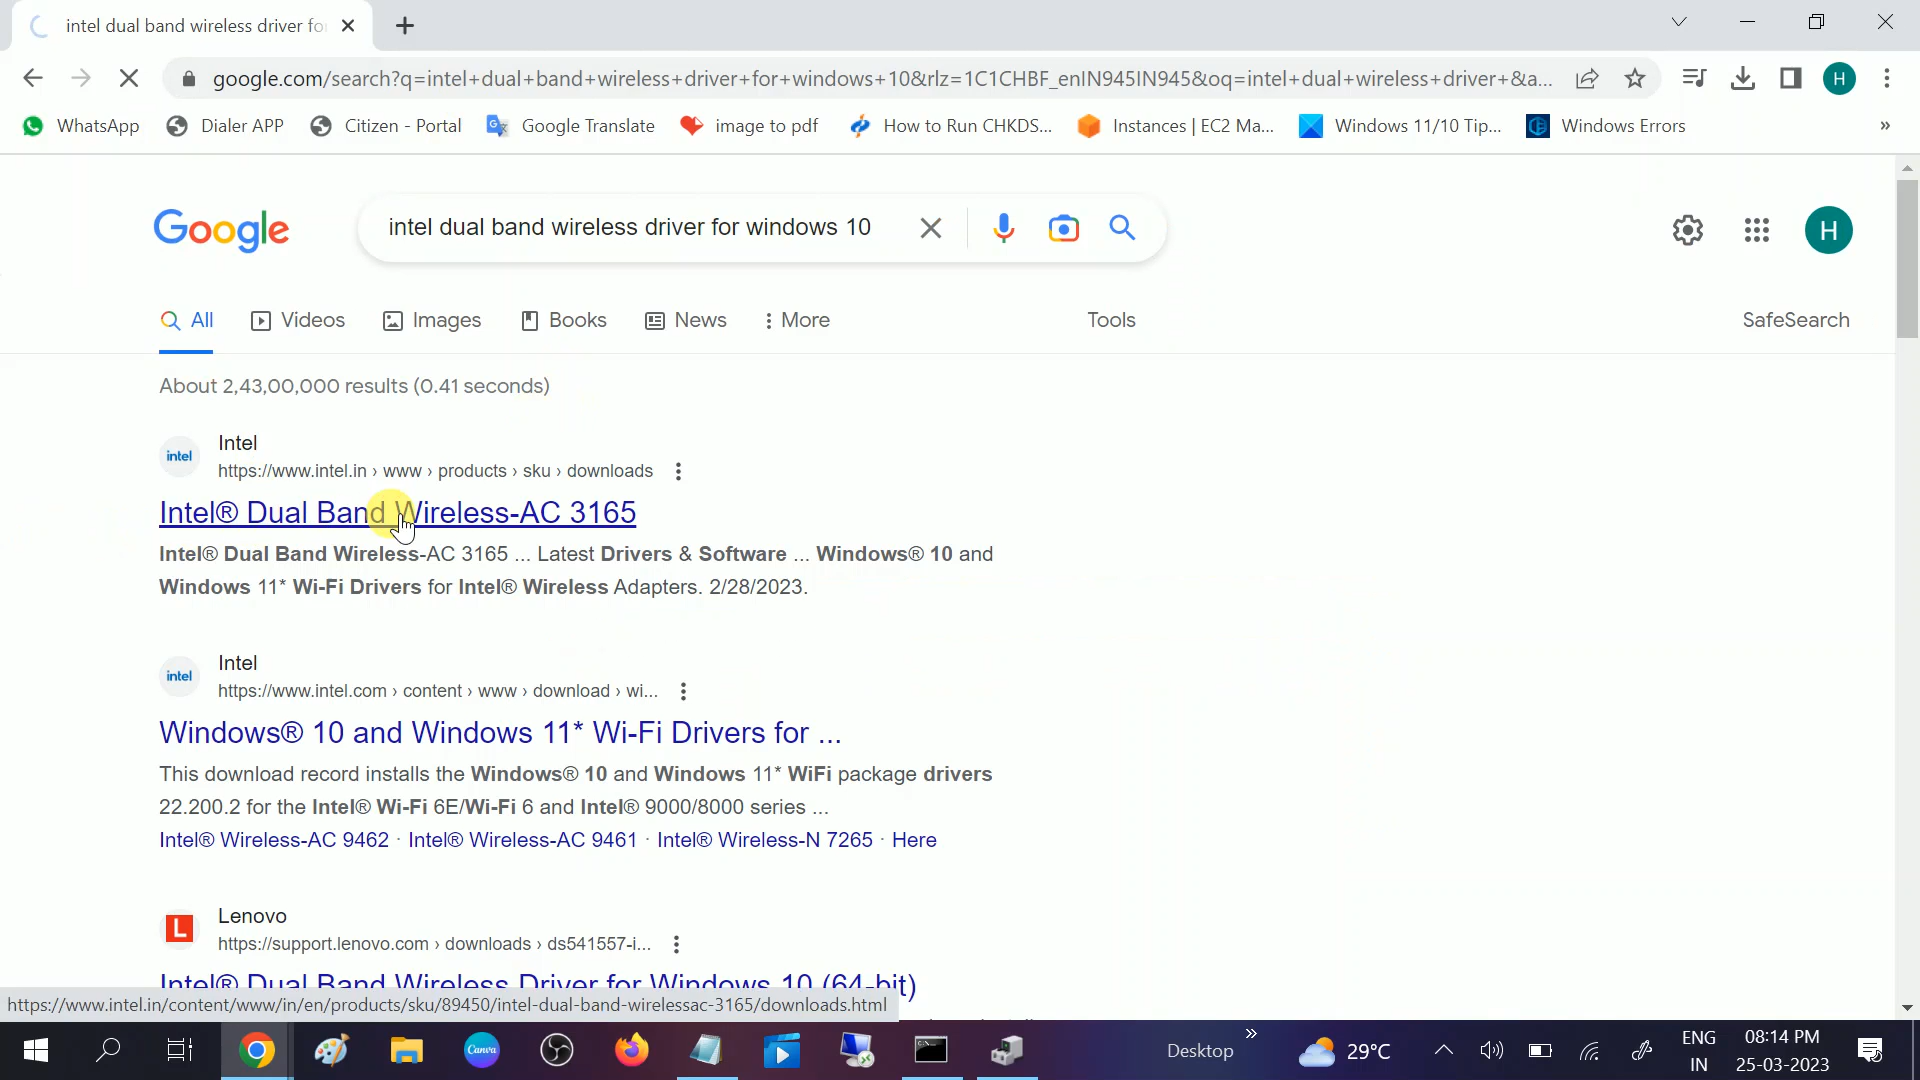 intel dual band wireless driver fo
google.com/search?q=intel+dual+band+wireless+driver+for+windows+10&rlz=1C1CHBF_enIN945IN945&oq=intel+dual+wireless+driver+&a...
H
WhatsApp
Dialer APP
Citizen - Portal
Google Translate
image to pdf
How to Run CHKDS...
Instances | EC2 Ma...
Windows 11/10 Tip...
Windows Errors
»
Google
intel dual band wireless driver for windows 10
H
All
Videos
Images
Books
News
More
Tools
SafeSearch
About 2,43,00,000 results (0.41 seconds)
intel
Intel
https://www.intel.in › www › products › sku › downloads
Intel® Dual Band Wireless-AC 3165
Intel® Dual Band Wireless-AC 3165 ... Latest Drivers & Software ... Windows® 10 and
Windows 11* Wi-Fi Drivers for Intel® Wireless Adapters. 2/28/2023.
intel
Intel
https://www.intel.com › content › www › download › wi...
Windows® 10 and Windows 11* Wi-Fi Drivers for ...
This download record installs the Windows® 10 and Windows 11* WiFi package drivers
22.200.2 for the Intel® Wi-Fi 6E/Wi-Fi 6 and Intel® 9000/8000 series ...
Intel® Wireless-AC 9462 · Intel® Wireless-AC 9461 · Intel® Wireless-N 7265 · Here
L
Lenovo
https://support.lenovo.com › downloads › ds541557-i...
Intel® Dual Band Wireless Driver for Windows 10 (64-bit)
https://www.intel.in/content/www/in/en/products/sku/89450/intel-dual-band-wirelessac-3165/downloads.html
Canva
Desktop
»
29°C
ENG
IN
08:14 PM
25-03-2023